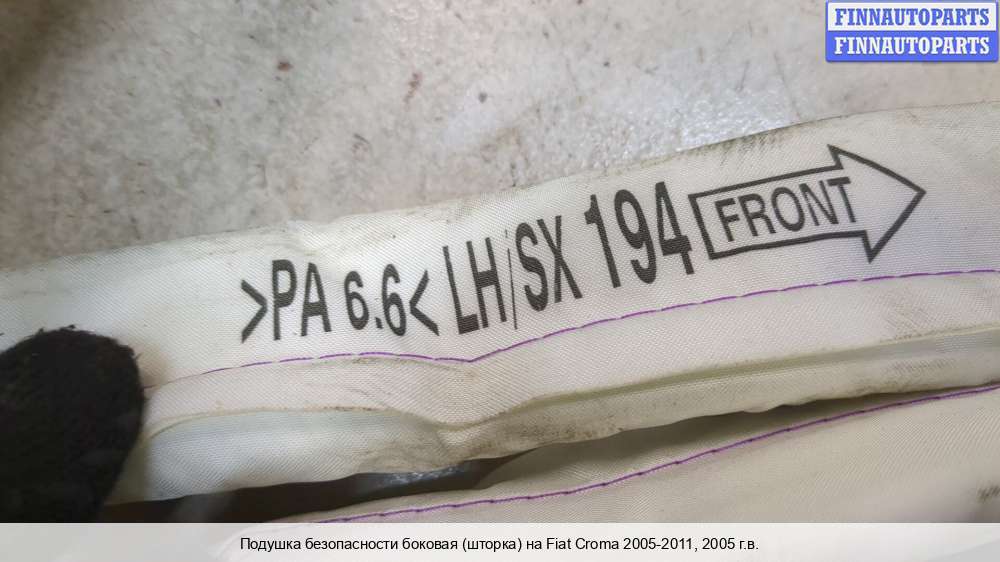 FINNAUTOPARTS
FINNAUTOPARTS
>PA 6.6< LH/SX 194 FRONT
Подушка безопасности боковая (шторка) на Fiat Croma 2005-2011, 2005 г.в.